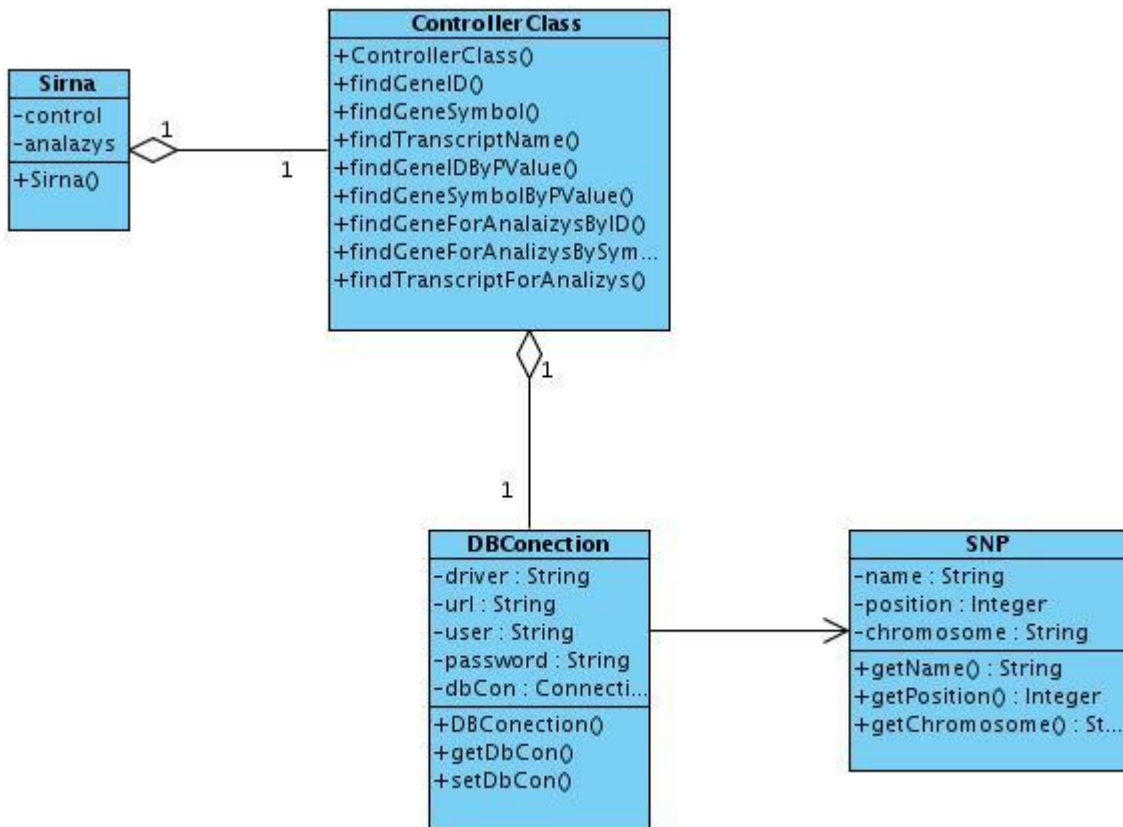 ControllerClass
+ControllerClass()
+findGeneID()
+findGeneSymbol()
+findTranscriptName()
+findGeneIDByPValue()
+findGeneSymbolByPValue()
+findGeneForAnalaizysByID()
+findGeneForAnalizysBySym...
+findTranscriptForAnalizys()
Sirna
-control
-analazys
+Sirna()
1
1
1
1
DBConection
-driver : String
-url : String
-user : String
-password : String
-dbCon : Connecti...
+DBConection()
+getDbCon()
+setDbCon()
SNP
-name : String
-position : Integer
-chromosome : String
+getName() : String
+getPosition() : Integer
+getChromosome() : St...